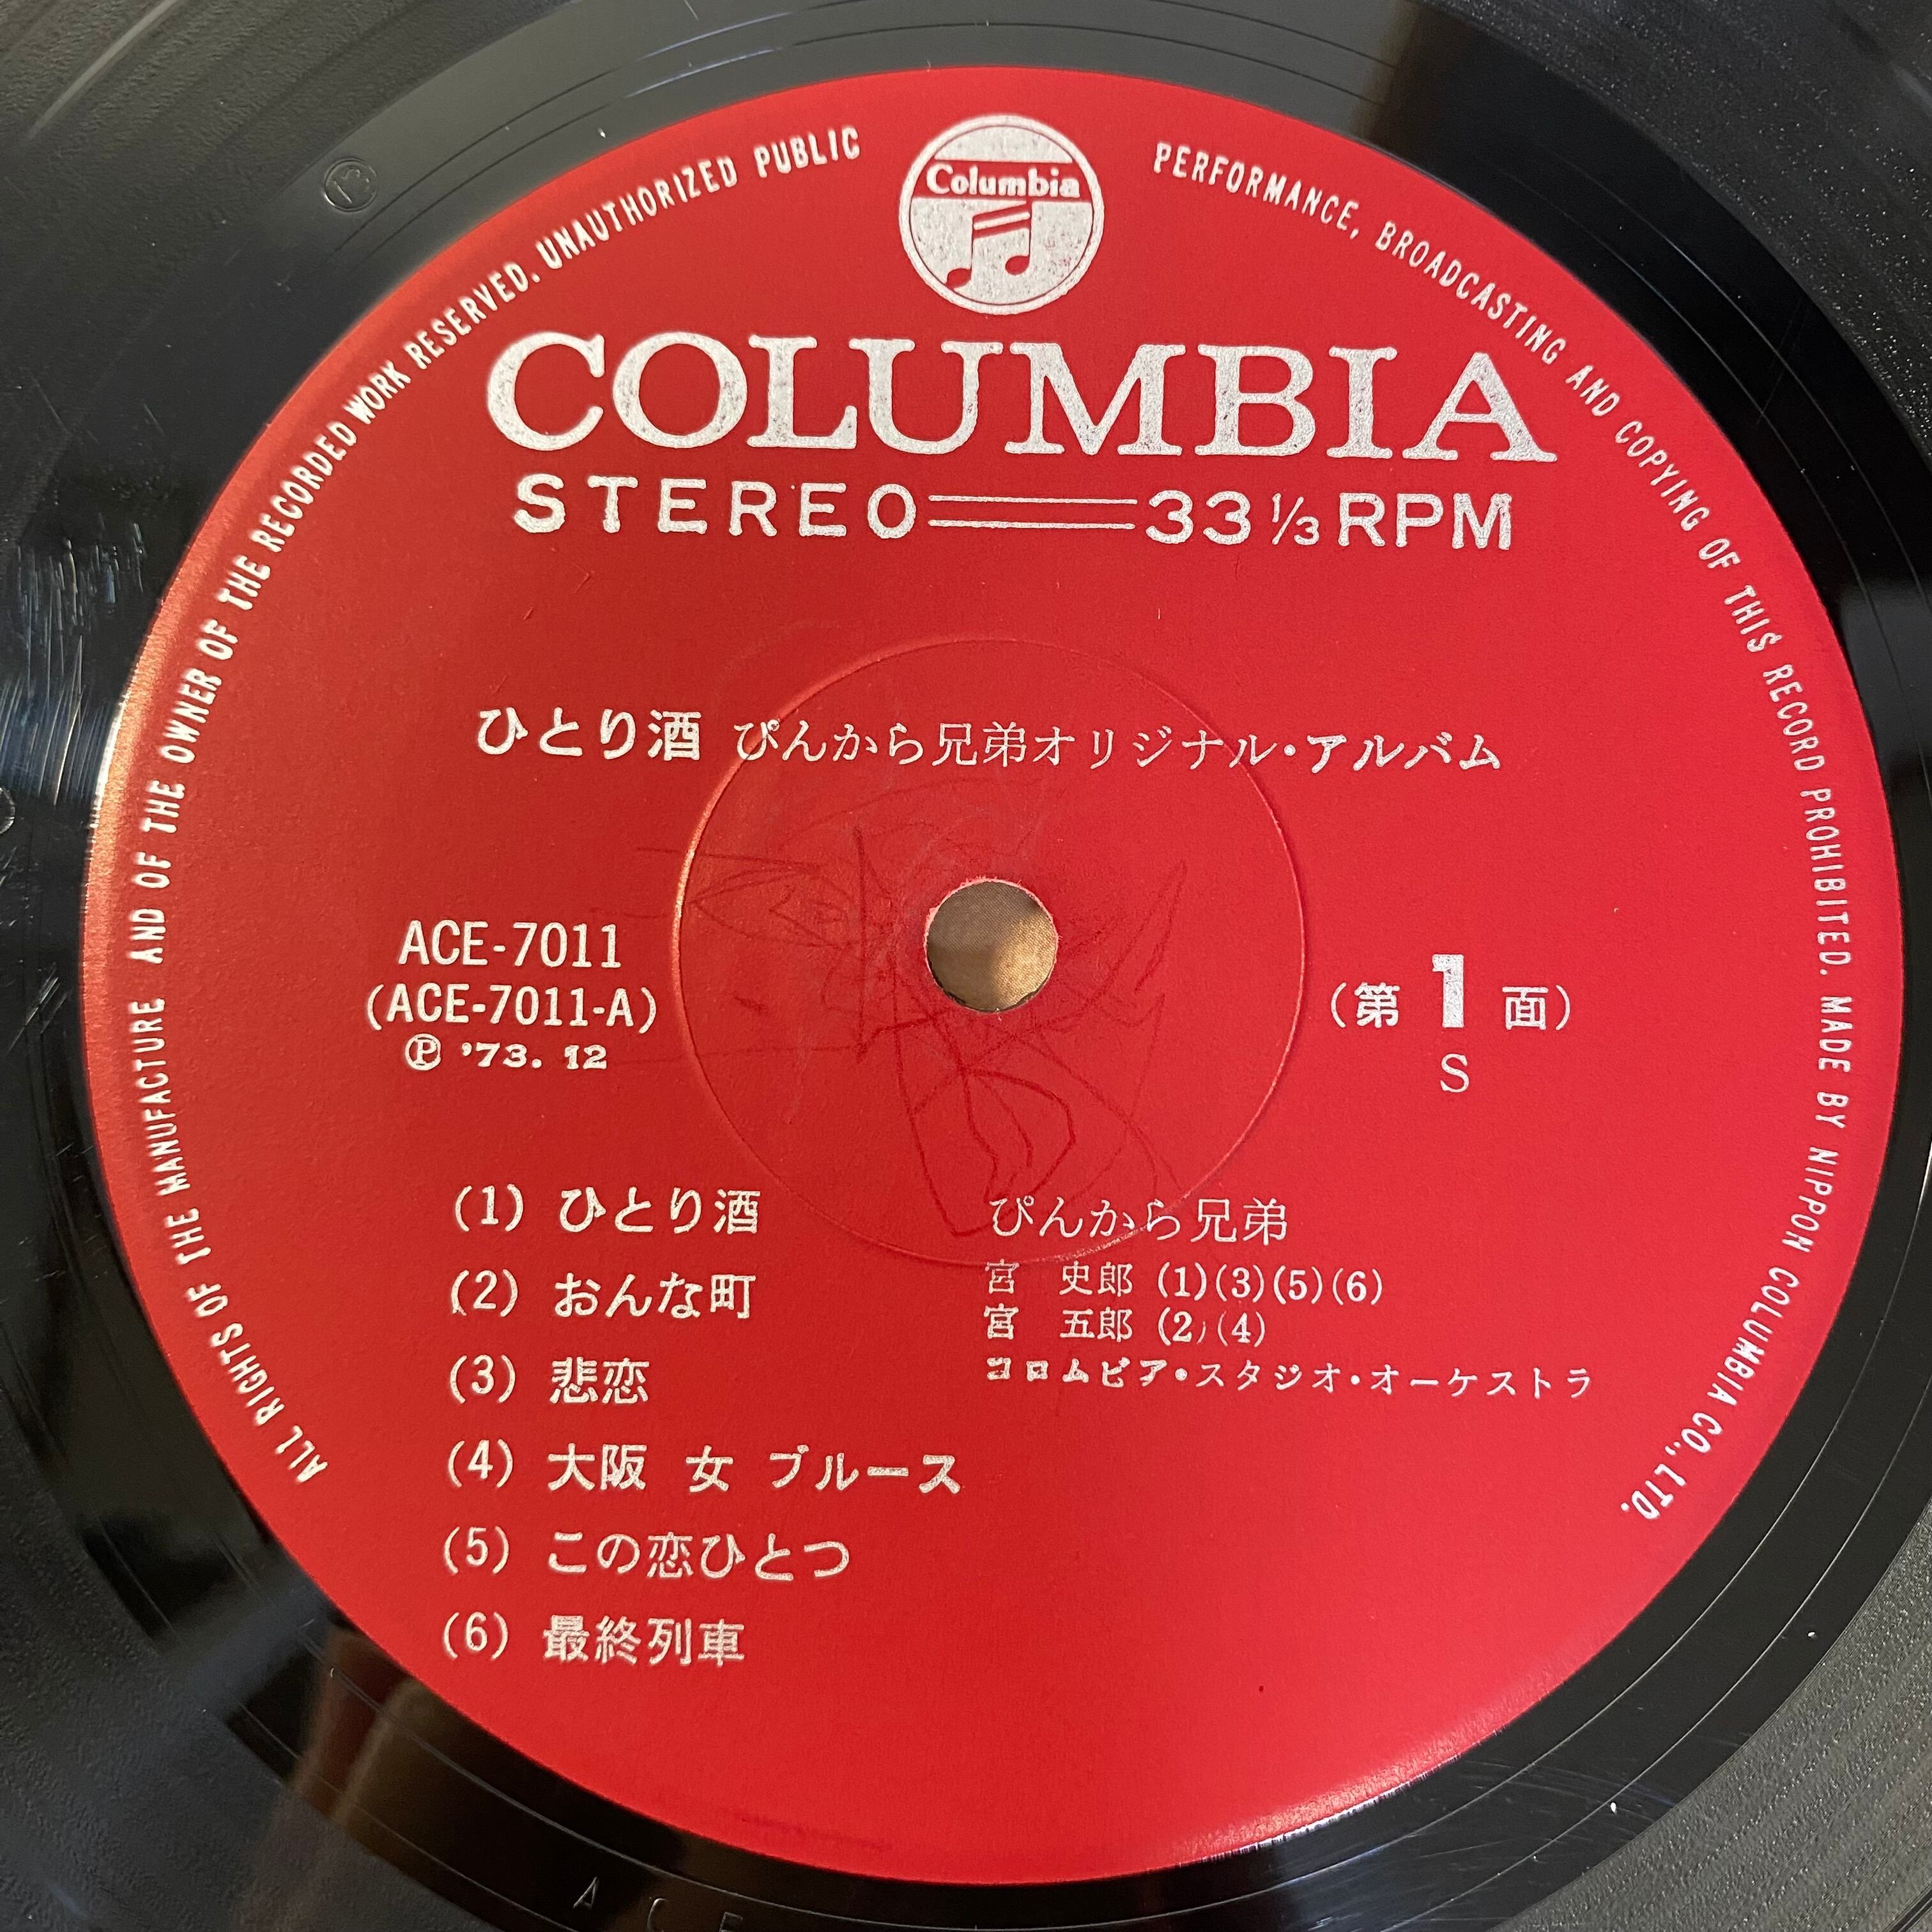 ALL RIGHTS OF THE MANUFACTURE AND OF THE OWNER OF THE RECORDED WORK RESERVED. UNAUTHORIZED PUBLIC PERFORMANCE, BROADCASTING AND COPYING OF THIS RECORD PROHIBITED. MADE BY NIPPON COLUMBIA CO., LTD.
Columbia
COLUMBIA
STEREO 33 1/3 RPM
ひとり酒 ぴんから兄弟オリジナル・アルバム
ACE-7011
(ACE-7011-A)
Ⓟ '73. 12
(第 1 面)
S
(1) ひとり酒
(2) おんな町
(3) 悲恋
(4) 大阪 女 ブルース
(5) この恋ひとつ
(6) 最終列車
ぴんから兄弟
宮 史郎 (1)(3)(5)(6)
宮 五郎 (2)(4)
コロムビア・スタジオ・オーケストラ
A C E